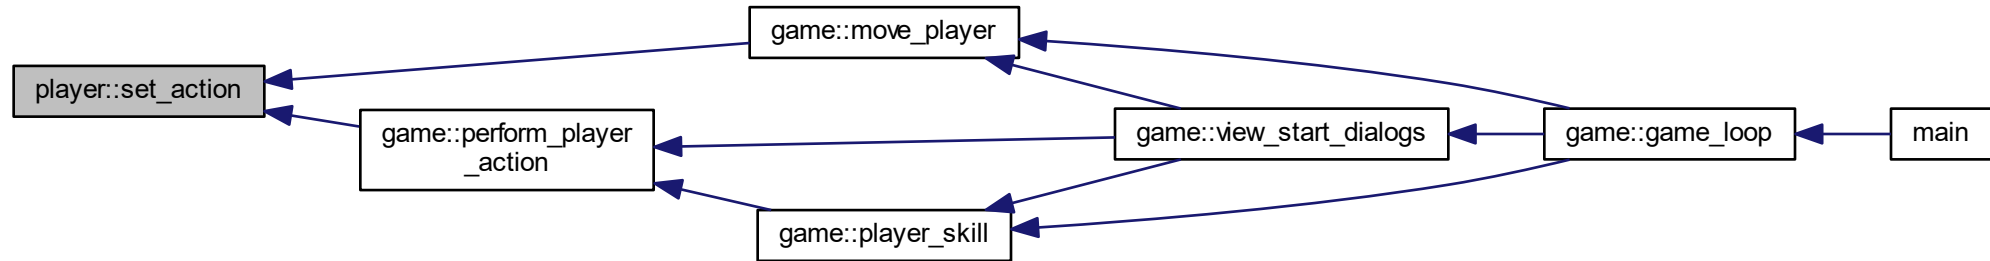 player::set_action
game::move_player
game::perform_player
_action
game::player_skill
game::view_start_dialogs
game::game_loop
main